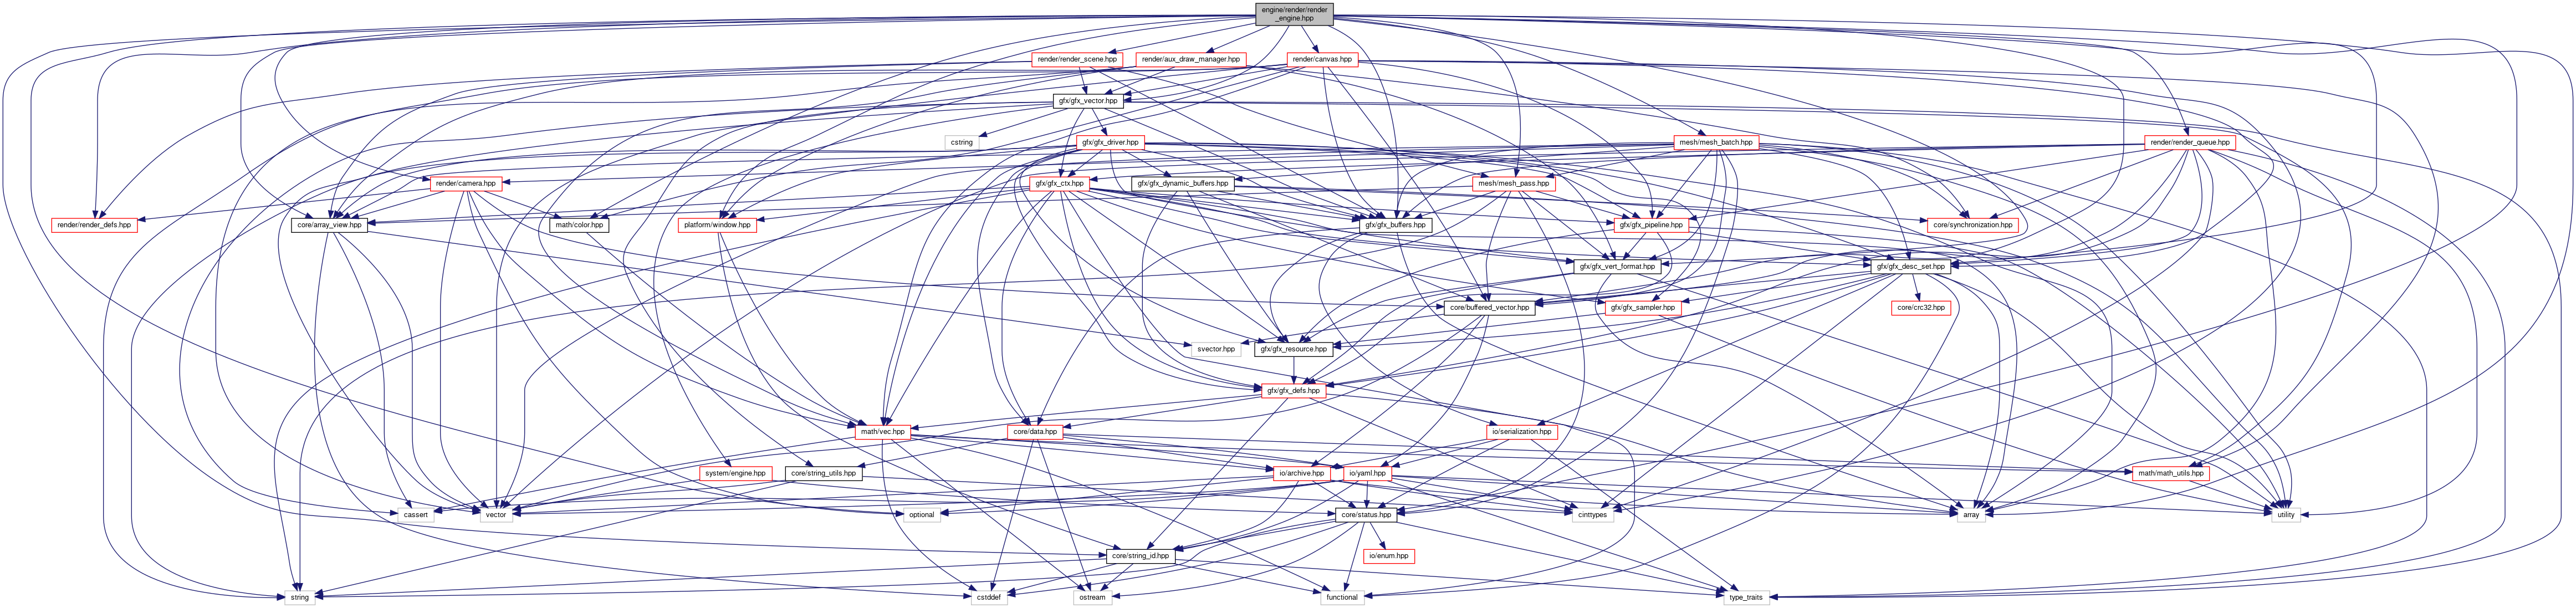 engine/render/render
_engine.hpp
render/render_scene.hpp
render/aux_draw_manager.hpp
render/canvas.hpp
gfx/gfx_vector.hpp
cstring
gfx/gfx_driver.hpp
mesh/mesh_batch.hpp
render/render_queue.hpp
render/camera.hpp
gfx/gfx_ctx.hpp
gfx/gfx_dynamic_buffers.hpp
mesh/mesh_pass.hpp
render/render_defs.hpp
core/array_view.hpp
math/color.hpp
platform/window.hpp
gfx/gfx_buffers.hpp
gfx/gfx_pipeline.hpp
core/synchronization.hpp
gfx/gfx_vert_format.hpp
gfx/gfx_desc_set.hpp
core/buffered_vector.hpp
gfx/gfx_sampler.hpp
core/crc32.hpp
svector.hpp
gfx/gfx_resource.hpp
gfx/gfx_defs.hpp
math/vec.hpp
core/data.hpp
io/serialization.hpp
system/engine.hpp
core/string_utils.hpp
io/archive.hpp
io/yaml.hpp
math/math_utils.hpp
cassert
vector
optional
core/status.hpp
cinttypes
array
utility
core/string_id.hpp
io/enum.hpp
string
cstddef
ostream
functional
type_traits